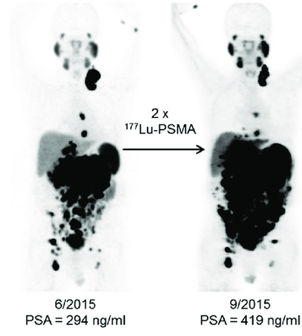 2 x
¹⁷⁷Lu-PSMA
6/2015
PSA = 294 ng/ml
9/2015
PSA = 419 ng/ml